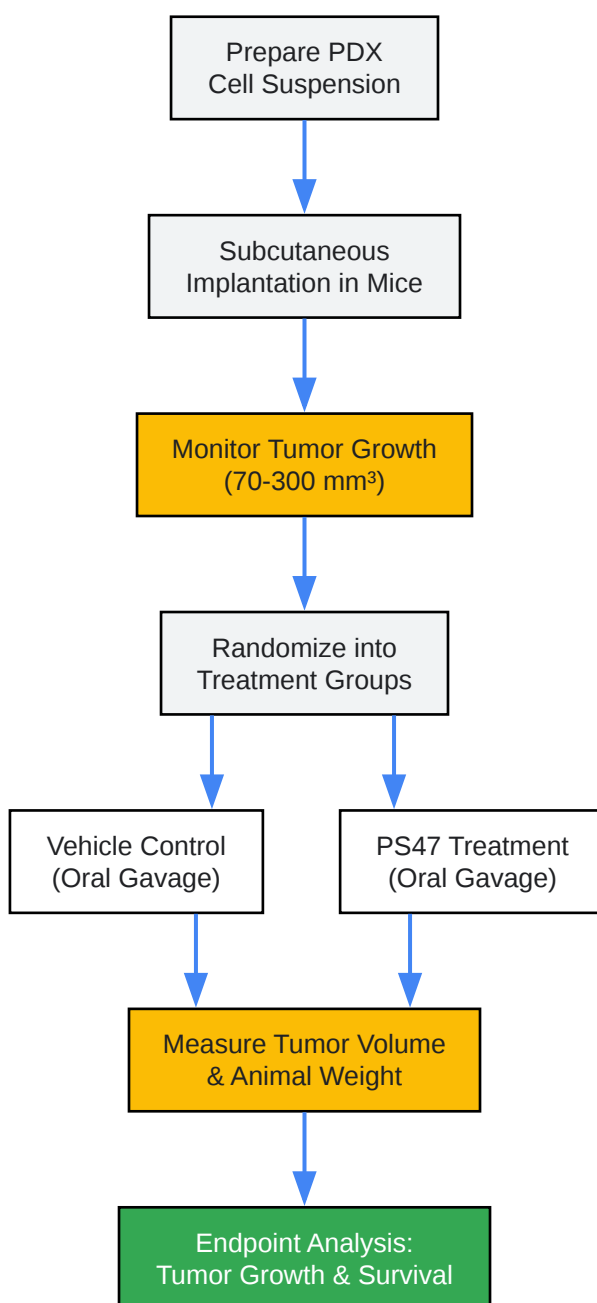 Prepare PDX
Cell Suspension
Subcutaneous
Implantation in Mice
Monitor Tumor Growth
(70-300 mm³)
Randomize into
Treatment Groups
Vehicle Control
(Oral Gavage)
PS47 Treatment
(Oral Gavage)
Measure Tumor Volume
& Animal Weight
Endpoint Analysis:
Tumor Growth & Survival